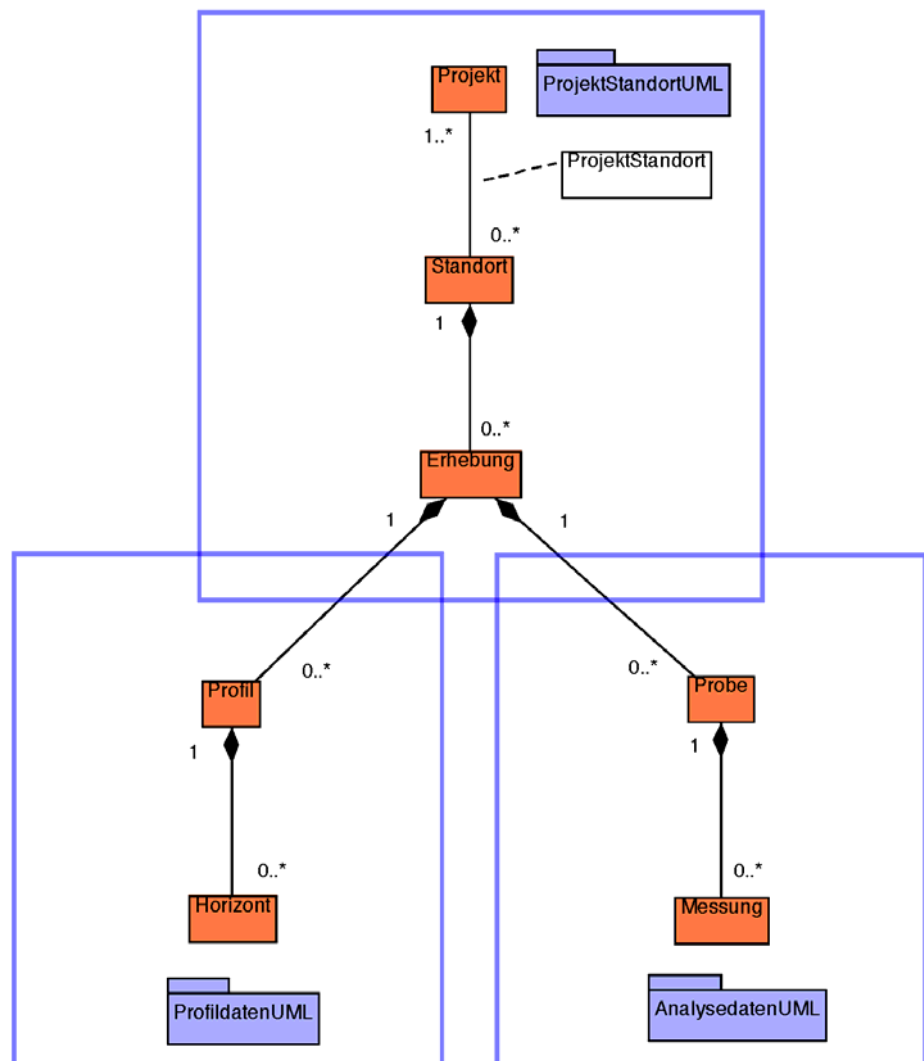 Projekt
ProjektStandortUML
1..*
ProjektStandort
0..*
Standort
1
0..*
Erhebung
1
1
0..*
0..*
Profil
Probe
1
1
0..*
0..*
Horizont
Messung
ProfildatenUML
AnalysedatenUML